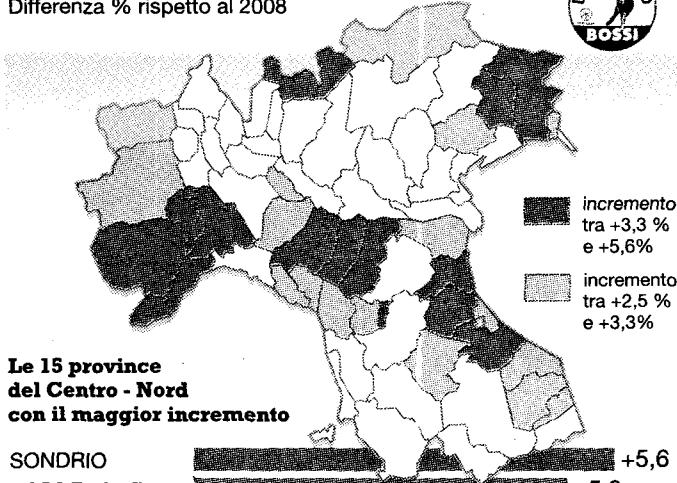 Differenza % rispetto al 2008
BOSSI
incremento
tra +3,3 %
e +5,6%
incremento
tra +2,5 %
e +3,3%
Le 15 province
del Centro - Nord
con il maggior incremento
SONDRIO +5,6